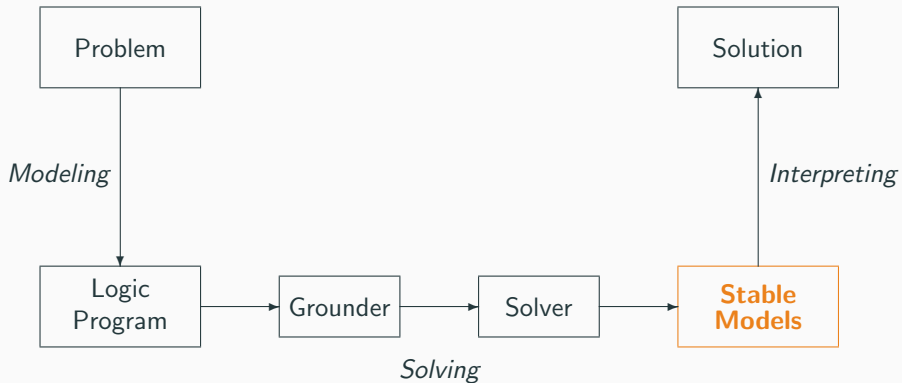 Problem
Solution
Modeling
Interpreting
Logic
Program
Grounder
Solver
Stable
Models
Solving